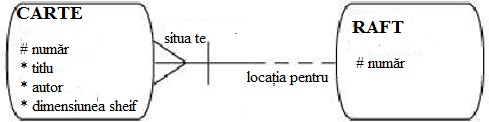 CARTE
# număr
* titlu
* autor
* dimensiunea sheif
situa te
locația pentru
RAFT
# număr